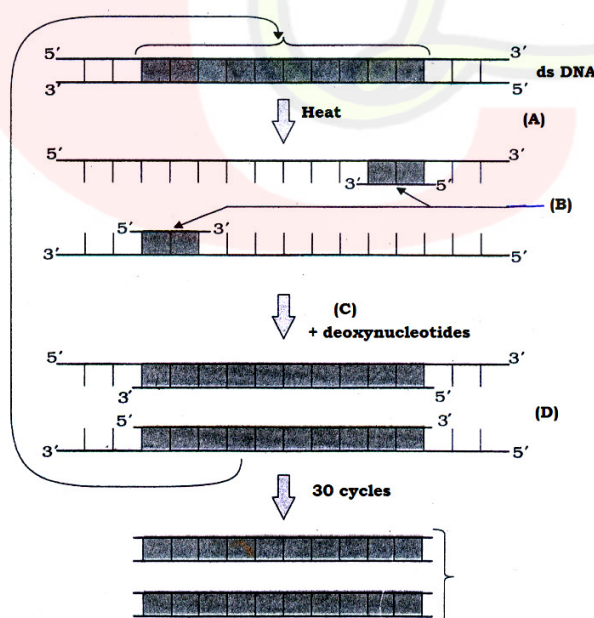 5′ 3′
ds DNA
3′ 5′
Heat
(A)
5′ 3′
3′ 5′
(B)
5′ 3′
3′ 5′
(C)
+ deoxynucleotides
5′ 3′
3′ 5′
5′ 3′
(D)
3′ 5′
30 cycles